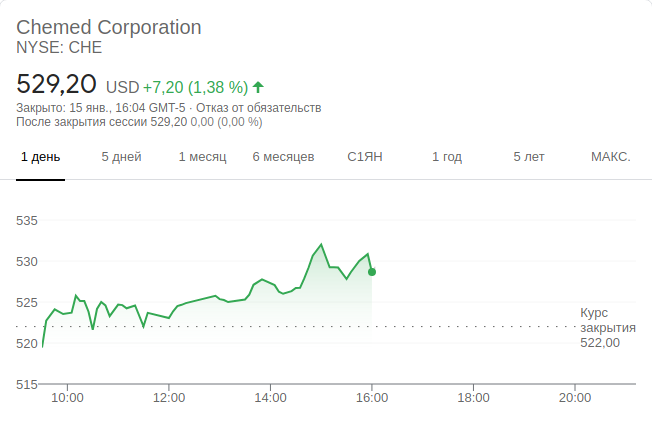 Chemed Corporation
NYSE: CHE
529,20 USD +7,20 (1,38 %)
Закрыто: 15 янв., 16:04 GMT-5 · Отказ от обязательств
После закрытия сессии 529,20 0,00 (0,00 %)
1 день 5 дней 1 месяц 6 месяцев С1ЯН 1 год 5 лет МАКС.
535
530
525
520
515
Курс
закрытия
522,00
10:00 12:00 14:00 16:00 18:00 20:00